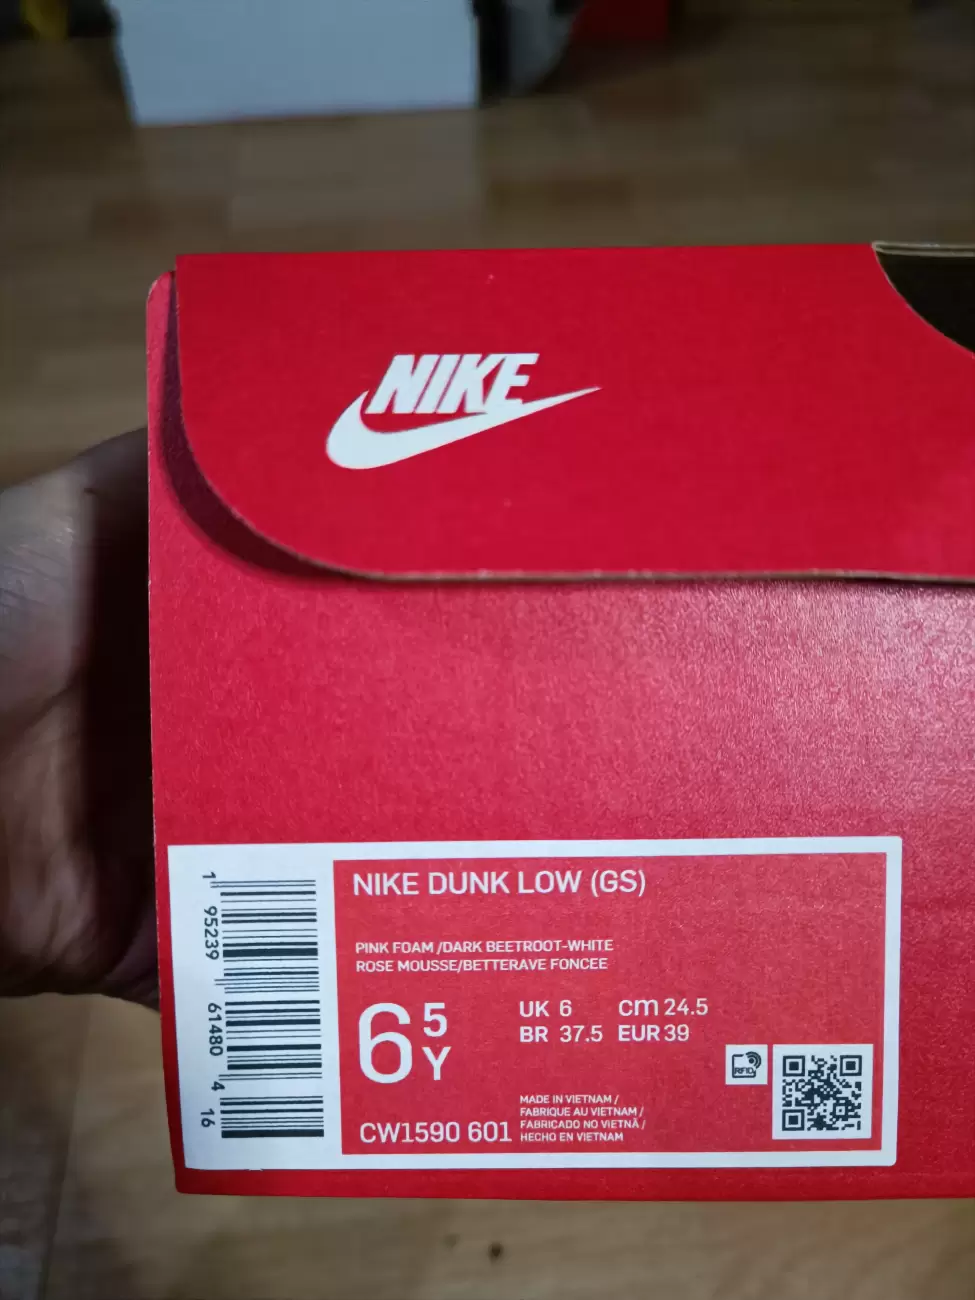 NIKE
NIKE DUNK LOW (GS)
PINK FOAM/DARK BEETROOT-WHITE
ROSE MOUSSE/BETTERAVE FONCEE
6 5Y
UK 6 cm 24.5
BR 37.5 EUR 39
RFID
CW1590 601
MADE IN VIETNAM /
FABRIQUE AU VIETNAM /
FABRICADO NO VIETNÃ /
HECHO EN VIETNAM
1 95239 61480 4 16